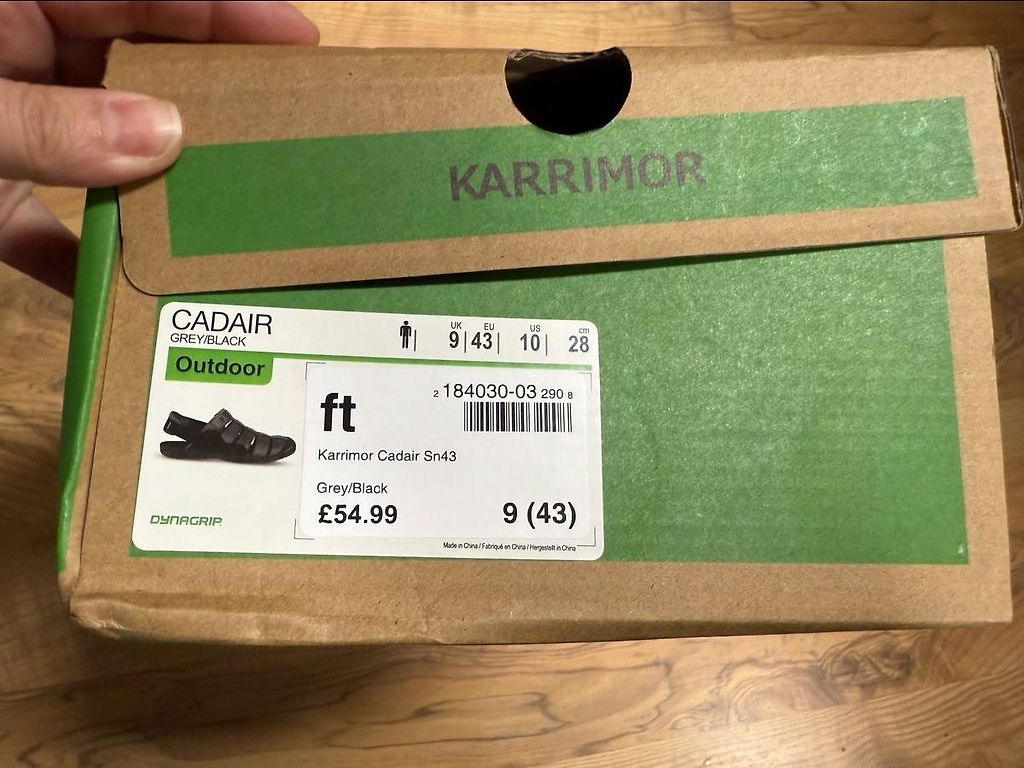 KARRIMOR
CADAIR
GREY/BLACK
UK 9 | EU 43 | US 10 | cm 28
Outdoor
ft
2 184030-03 290 8
Karrimor Cadair Sn43
Grey/Black
£54.99 9 (43)
DYNAGRIP
Made in China / Fabriqué en China / Hergestellt in China